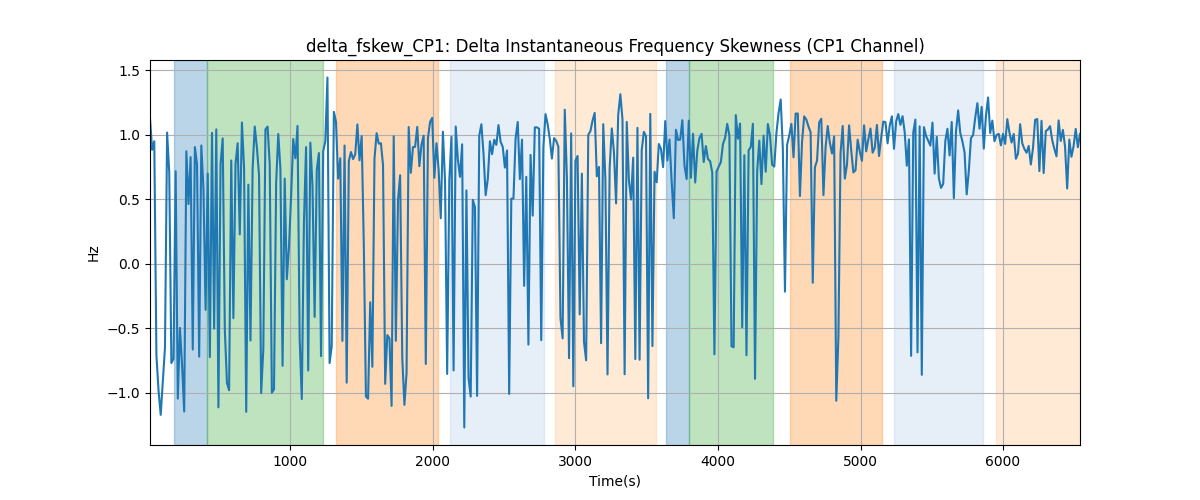 delta_fskew_CP1: Delta Instantaneous Frequency Skewness (CP1 Channel)
1.5
1.0
0.5
0.0
−0.5
−1.0
Hz
1000 2000 3000 4000 5000 6000
Time(s)